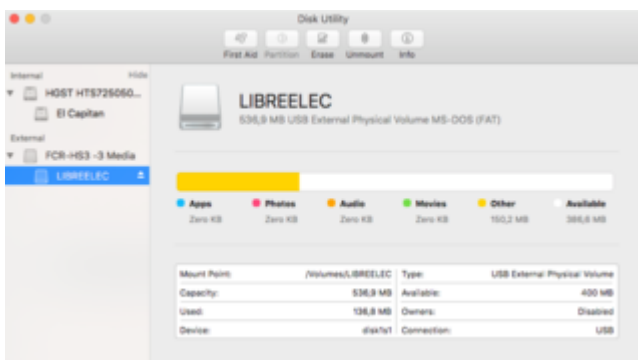 Disk Utility
First Aid Partition Erase Unmount Info
Internal Hide
HGST HTS725050...
El Capitan
External
FCR-HS3 -3 Media
LIBREELEC
LIBREELEC
536,9 MB USB External Physical Volume MS-DOS (FAT)
Apps Photos Audio Movies Other Available
Zero KB Zero KB Zero KB Zero KB 150,2 MB 386,6 MB
Mount Point: /Volumes/LIBREELEC Type: USB External Physical Volume
Capacity: 536,9 MB Available: 400 MB
Used: 136,8 MB Owners: Disabled
Device: disk1s1 Connection: USB